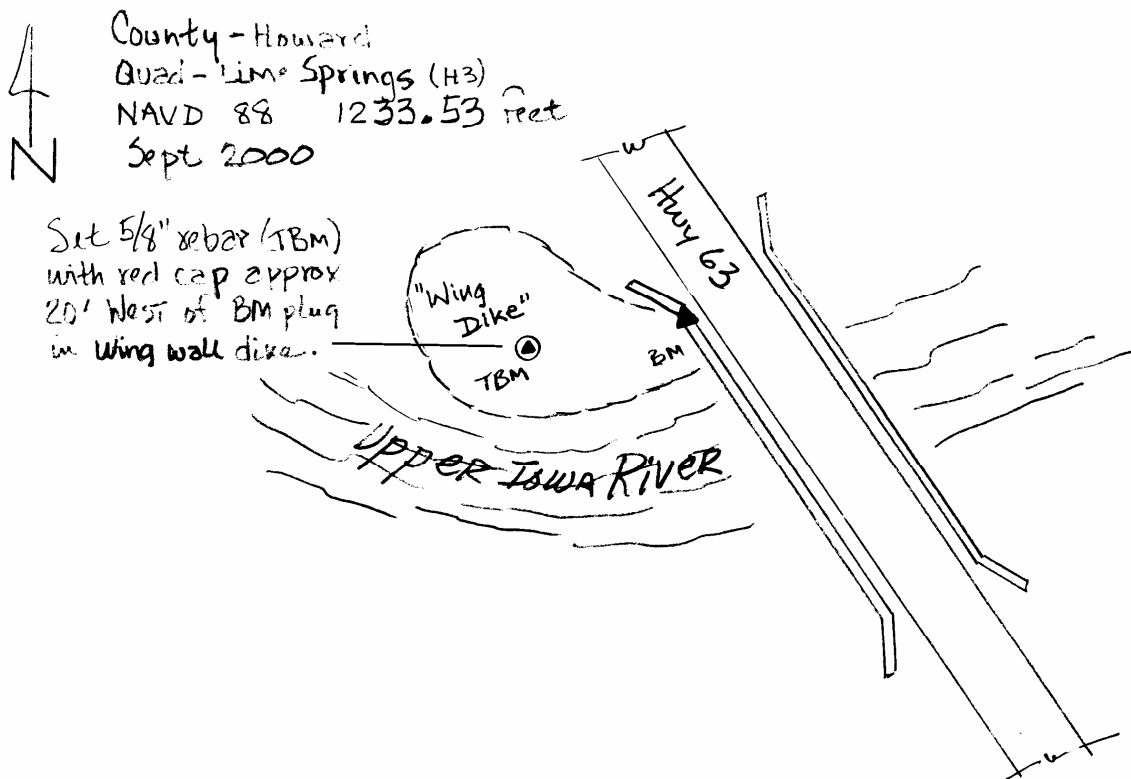 County - Howard
Quad - Lime Springs (H3)
NAVD 88 1233.53 feet
Sept 2000
N
Set 5/8" rebar (TBM)
with red cap approx
20' West of BM plug
in Wing wall dike.
"Wing
Dike"
TBM
BM
Hwy 63
Upper Iowa River